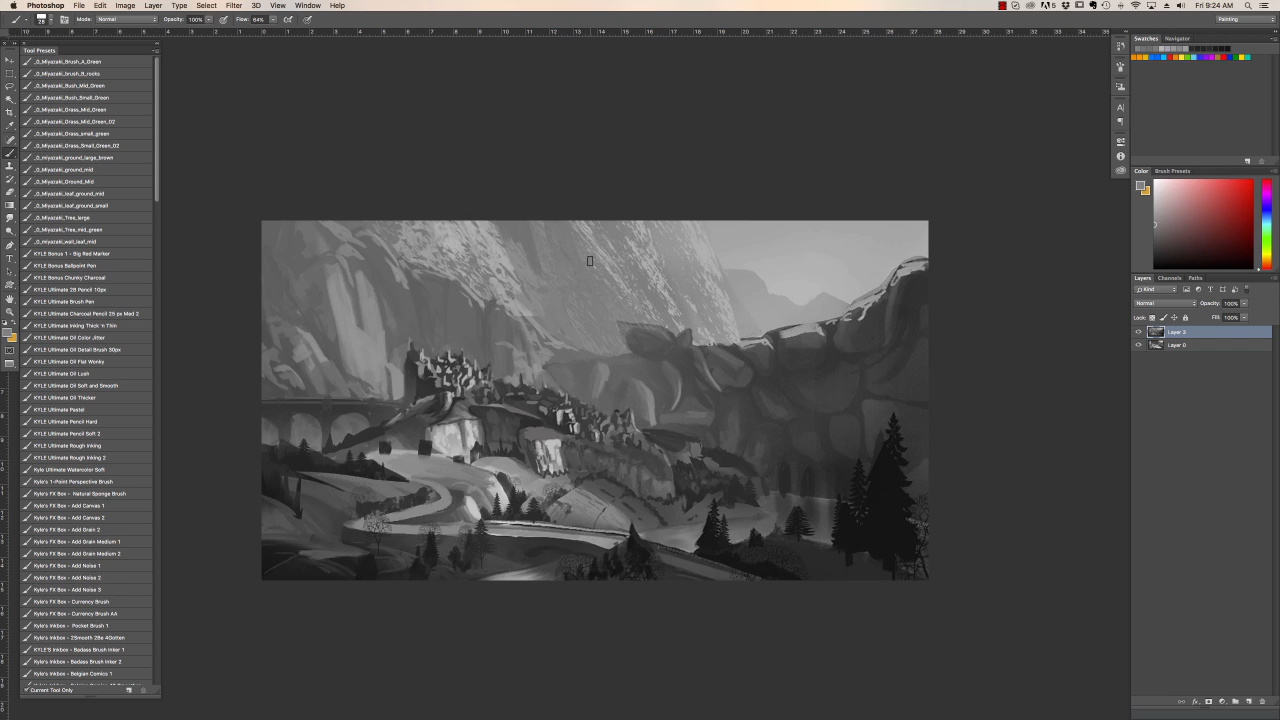 Photoshop File Edit Image Layer Type Select Filter 3D View Window Help
5
Fri 9:24 AM
28 Mode: Normal Opacity: 100% Flow: 64%
Painting
Tool Presets
_0_Miyazaki_Brush_A_Green
_0_Miyazaki_brush_B_rocks
_0_Miyazaki_Bush_Mid_Green
_0_Miyazaki_Bush_Small_Green
_0_Miyazaki_Grass_Mid_Green
_0_Miyazaki_Grass_Mid_Green_02
_0_Miyazaki_Grass_small_green
_0_Miyazaki_Grass_Small_Green_02
_0_miyazaki_ground_large_brown
_0_Miyazaki_ground_mid
_0_Miyazaki_Ground_Mid
_0_Miyazaki_leaf_ground_mid
_0_Miyazaki_leaf_ground_small
_0_Miyazaki_Tree_large
_0_Miyazaki_Tree_mid_green
_0_miyazaki_wall_leaf_mid
KYLE Bonus 1 - Big Red Marker
KYLE Bonus Ballpoint Pen
KYLE Bonus Chunky Charcoal
KYLE Ultimate 2B Pencil 10px
KYLE Ultimate Brush Pen
KYLE Ultimate Charcoal Pencil 25 px Med 2
KYLE Ultimate Inking Thick 'n Thin
KYLE Ultimate Oil Color Jitter
KYLE Ultimate Oil Detail Brush 30px
KYLE Ultimate Oil Flat Wonky
KYLE Ultimate Oil Lush
KYLE Ultimate Oil Soft and Smooth
KYLE Ultimate Oil Thicker
KYLE Ultimate Pastel
KYLE Ultimate Pencil Hard
KYLE Ultimate Pencil Soft 2
KYLE Ultimate Rough Inking
KYLE Ultimate Rough Inking 2
Kyle Ultimate Watercolor Soft
Kyle's 1-Point Perspective Brush
Kyle's FX Box - Natural Sponge Brush
Kyle's FX Box - Add Canvas 1
Kyle's FX Box - Add Canvas 2
Kyle's FX Box - Add Grain 2
Kyle's FX Box - Add Grain Medium 1
Kyle's FX Box - Add Grain Medium 2
Kyle's FX Box - Add Noise 1
Kyle's FX Box - Add Noise 2
Kyle's FX Box - Add Noise 3
Kyle's FX Box - Currency Brush
Kyle's FX Box - Currency Brush AA
Kyle's Inkbox - Pocket Brush 1
Kyle's Inkbox - 2Smooth 2Be 4Gotten
KYLE'S Inkbox - Badass Brush Inker 1
Kyle's Inkbox - Badass Brush Inker 2
Kyle's Inkbox - Belgian Comics 1
Current Tool Only
Swatches Navigator
Color Brush Presets
Layers Channels Paths
Kind
Normal Opacity: 100%
Lock: Fill: 100%
Layer 3
Layer 0